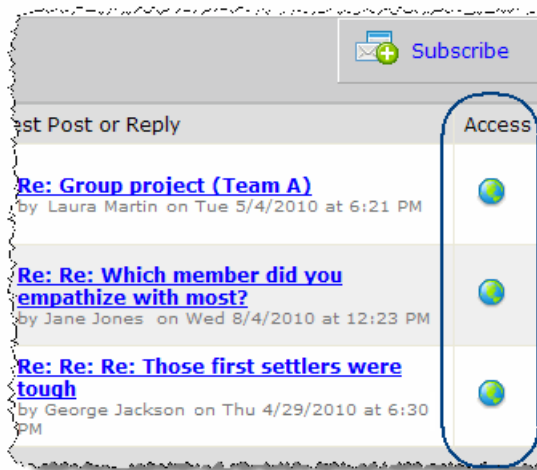 Subscribe
est Post or Reply
Access
Re: Group project (Team A)
by Laura Martin on Tue 5/4/2010 at 6:21 PM
Re: Re: Which member did you
empathize with most?
by Jane Jones on Wed 8/4/2010 at 12:23 PM
Re: Re: Re: Those first settlers were
tough
by George Jackson on Thu 4/29/2010 at 6:30
PM